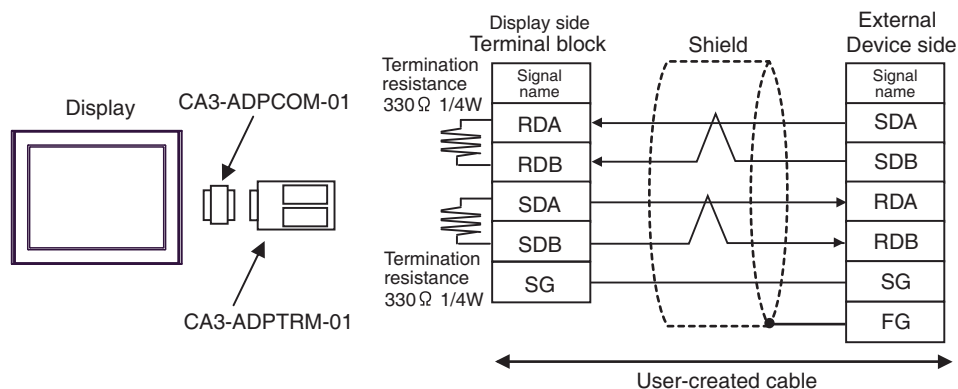 Display
CA3-ADPCOM-01
CA3-ADPTRM-01
Display side
Terminal block
Termination
resistance
330Ω 1/4W
Termination
resistance
330Ω 1/4W
Signal
name
RDA
RDB
SDA
SDB
SG
Shield
External
Device side
Signal
name
SDA
SDB
RDA
RDB
SG
FG
User-created cable